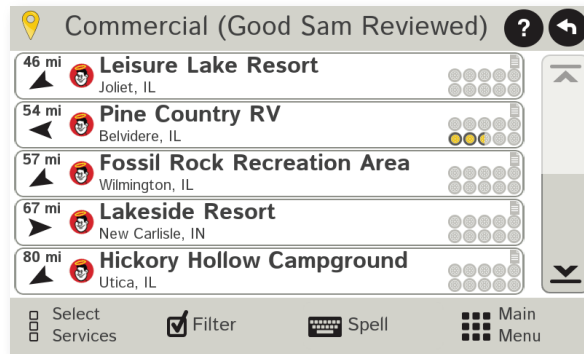 Commercial (Good Sam Reviewed) ?
46 mi Leisure Lake Resort
Joliet, IL
54 mi Pine Country RV
Belvidere, IL
57 mi Fossil Rock Recreation Area
Wilmington, IL
67 mi Lakeside Resort
New Carlisle, IN
80 mi Hickory Hollow Campground
Utica, IL
Select Services
Filter
Spell
Main Menu